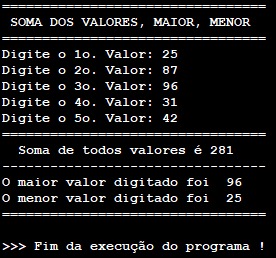 ==================================
SOMA DOS VALORES, MAIOR, MENOR
==================================
Digite o 1o. Valor: 25
Digite o 2o. Valor: 87
Digite o 3o. Valor: 96
Digite o 4o. Valor: 31
Digite o 5o. Valor: 42
==================================
Soma de todos valores é 281
----------------------------------
O maior valor digitado foi  96
O menor valor digitado foi  25
==================================
>>> Fim da execução do programa !